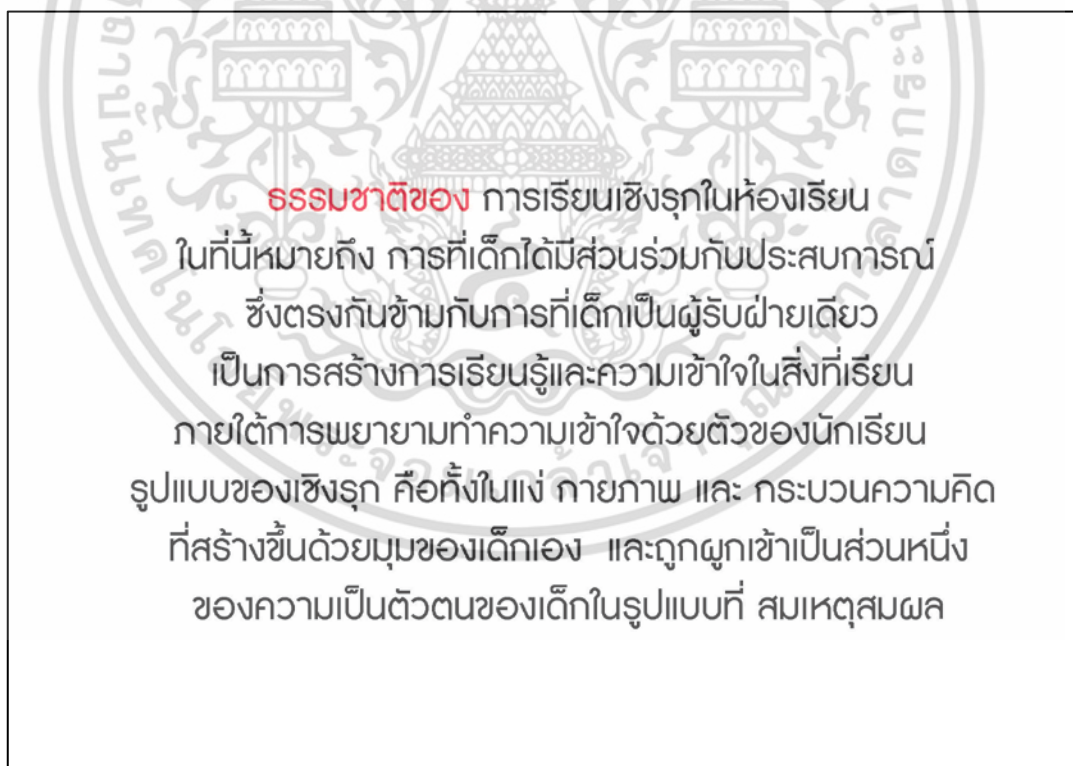 ธรรมชาติของ การเรียนเชิงรุกในห้องเรียน
ในที่นี้หมายถึง การที่เด็กได้มีส่วนร่วมกับประสบการณ์
ซึ่งตรงกันข้ามกับการที่เด็กเป็นผู้รับฝ่ายเดียว
เป็นการสร้างการเรียนรู้และความเข้าใจในสิ่งที่เรียน
ภายใต้การพยายามทำความเข้าใจด้วยตัวของนักเรียน
รูปแบบของเชิงรุก คือทั้งในแง่ กายภาพ และ กระบวนความคิด
ที่สร้างขึ้นด้วยมุมของเด็กเอง และถูกผูกเข้าเป็นส่วนหนึ่ง
ของความเป็นตัวตนของเด็กในรูปแบบที่ สมเหตุสมผล